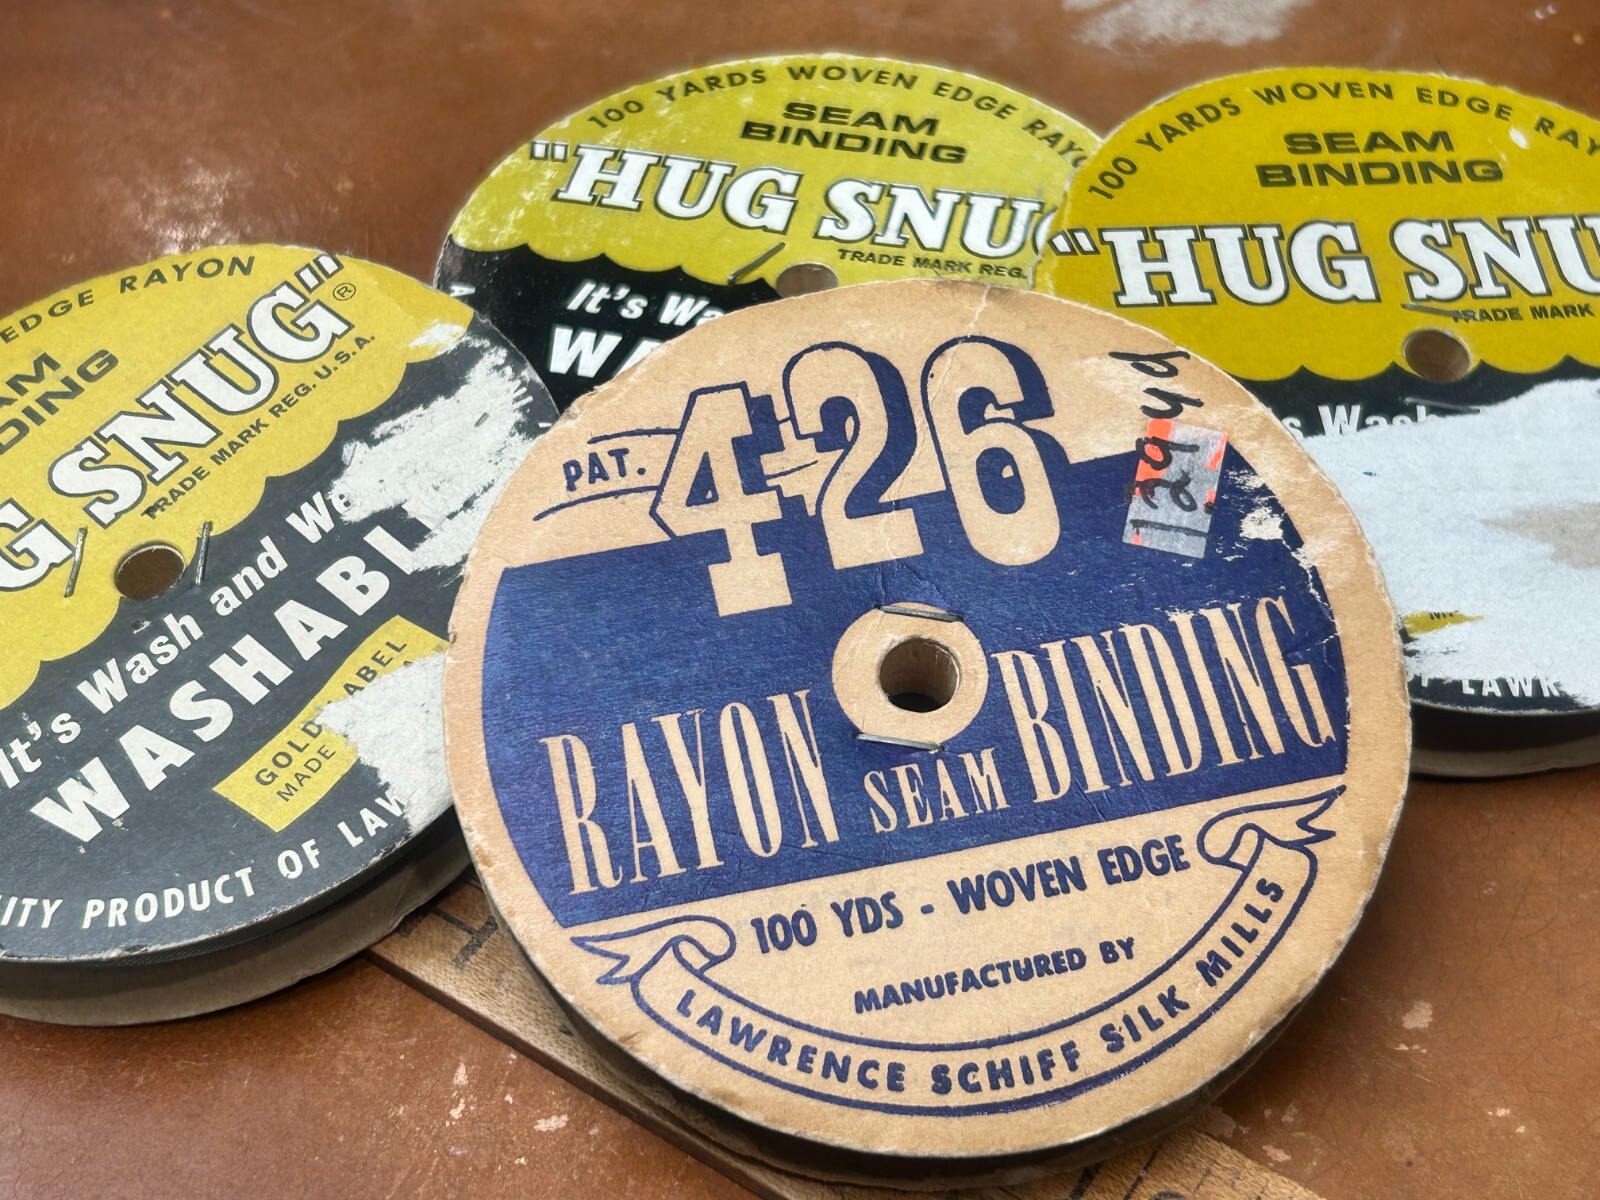 100 YARDS WOVEN EDGE RAYO
SEAM
BINDING
"HUG SNUG
TRADE MARK REG.
It's Wa
WA
100 YARDS WOVEN EDGE RAY
SEAM
BINDING
"HUG SNU
TRADE MARK
s Wash
LAWR
EDGE RAYON
AM
DING
G SNUG"®
TRADE MARK REG. U.S.A.
It's Wash and We
WASHABL
GOLD LABEL
MADE
ITY PRODUCT OF LAW
PAT. 426
RAYON SEAM BINDING
100 YDS - WOVEN EDGE
MANUFACTURED BY
LAWRENCE SCHIFF SILK MILLS